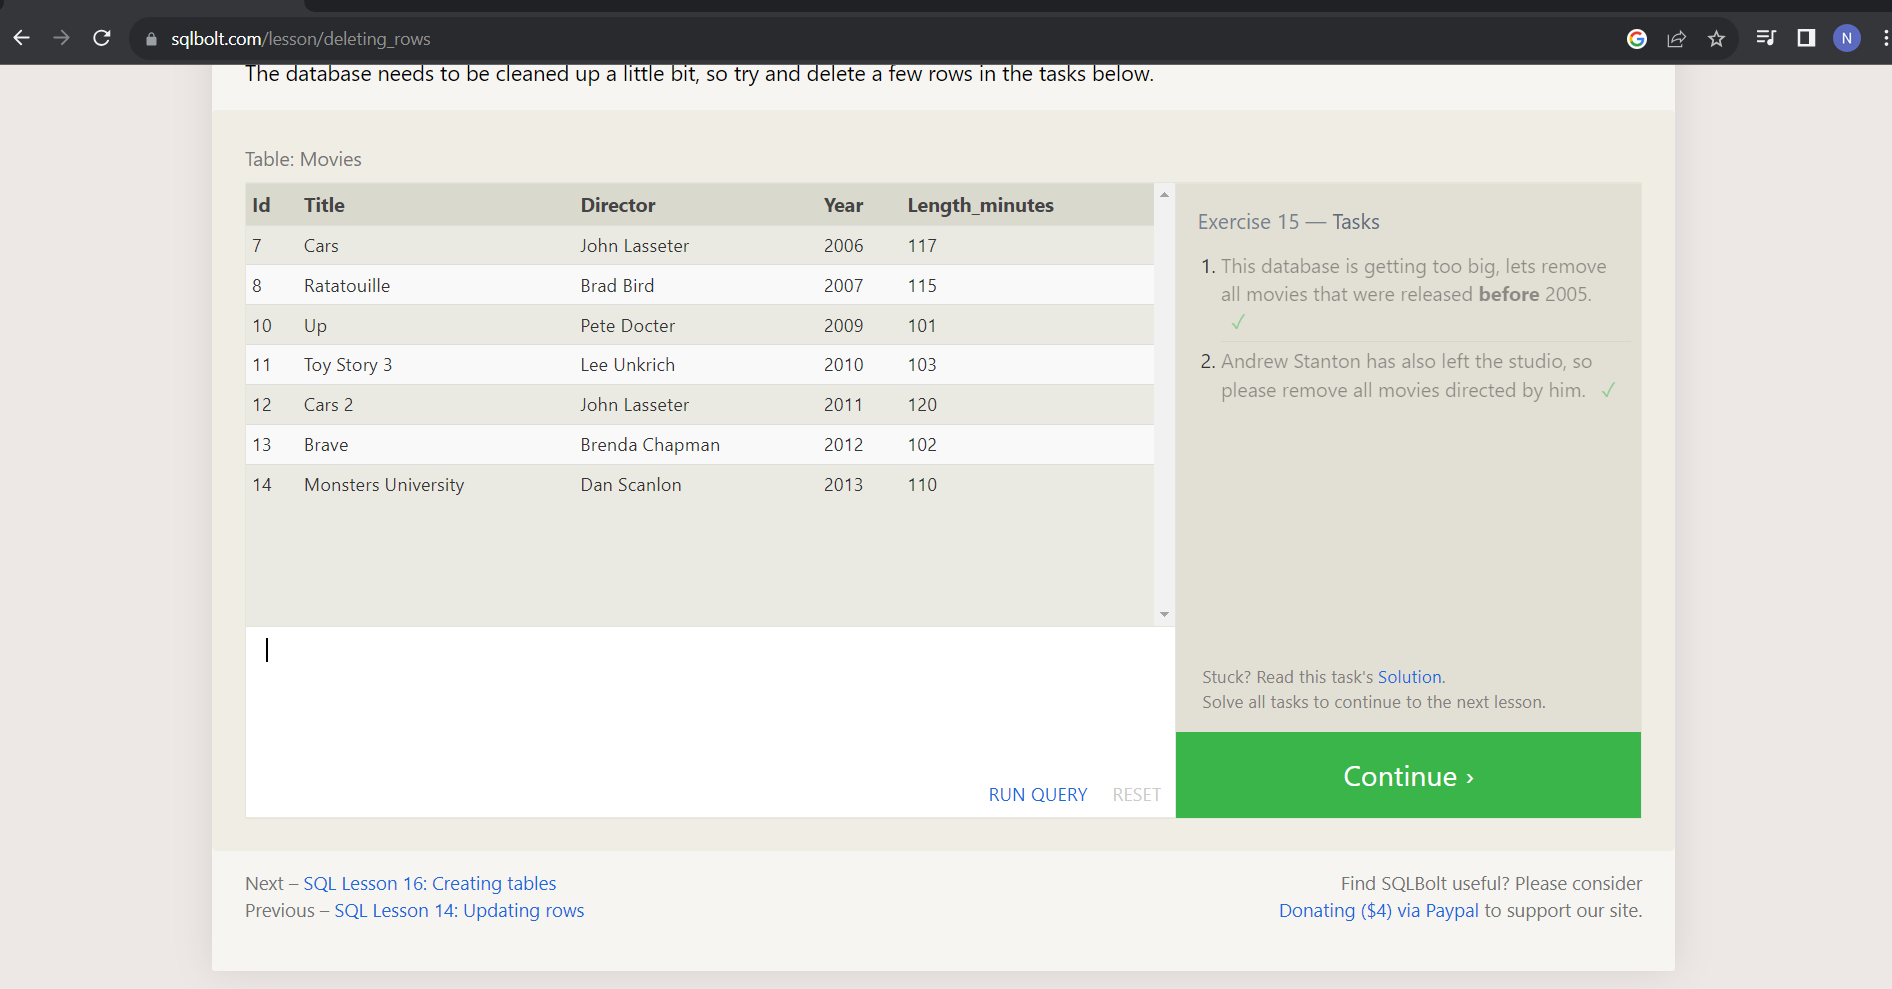 sqlbolt.com/lesson/deleting_rows
N
The database needs to be cleaned up a little bit, so try and delete a few rows in the tasks below.
Table: Movies
Id Title Director Year Length_minutes
7 Cars John Lasseter 2006 117
8 Ratatouille Brad Bird 2007 115
10 Up Pete Docter 2009 101
11 Toy Story 3 Lee Unkrich 2010 103
12 Cars 2 John Lasseter 2011 120
13 Brave Brenda Chapman 2012 102
14 Monsters University Dan Scanlon 2013 110
RUN QUERY RESET
Exercise 15 — Tasks
1. This database is getting too big, lets remove
all movies that were released before 2005.
✓
2. Andrew Stanton has also left the studio, so
please remove all movies directed by him. ✓
Stuck? Read this task's Solution.
Solve all tasks to continue to the next lesson.
Continue ›
Next – SQL Lesson 16: Creating tables
Previous – SQL Lesson 14: Updating rows
Find SQLBolt useful? Please consider
Donating ($4) via Paypal to support our site.